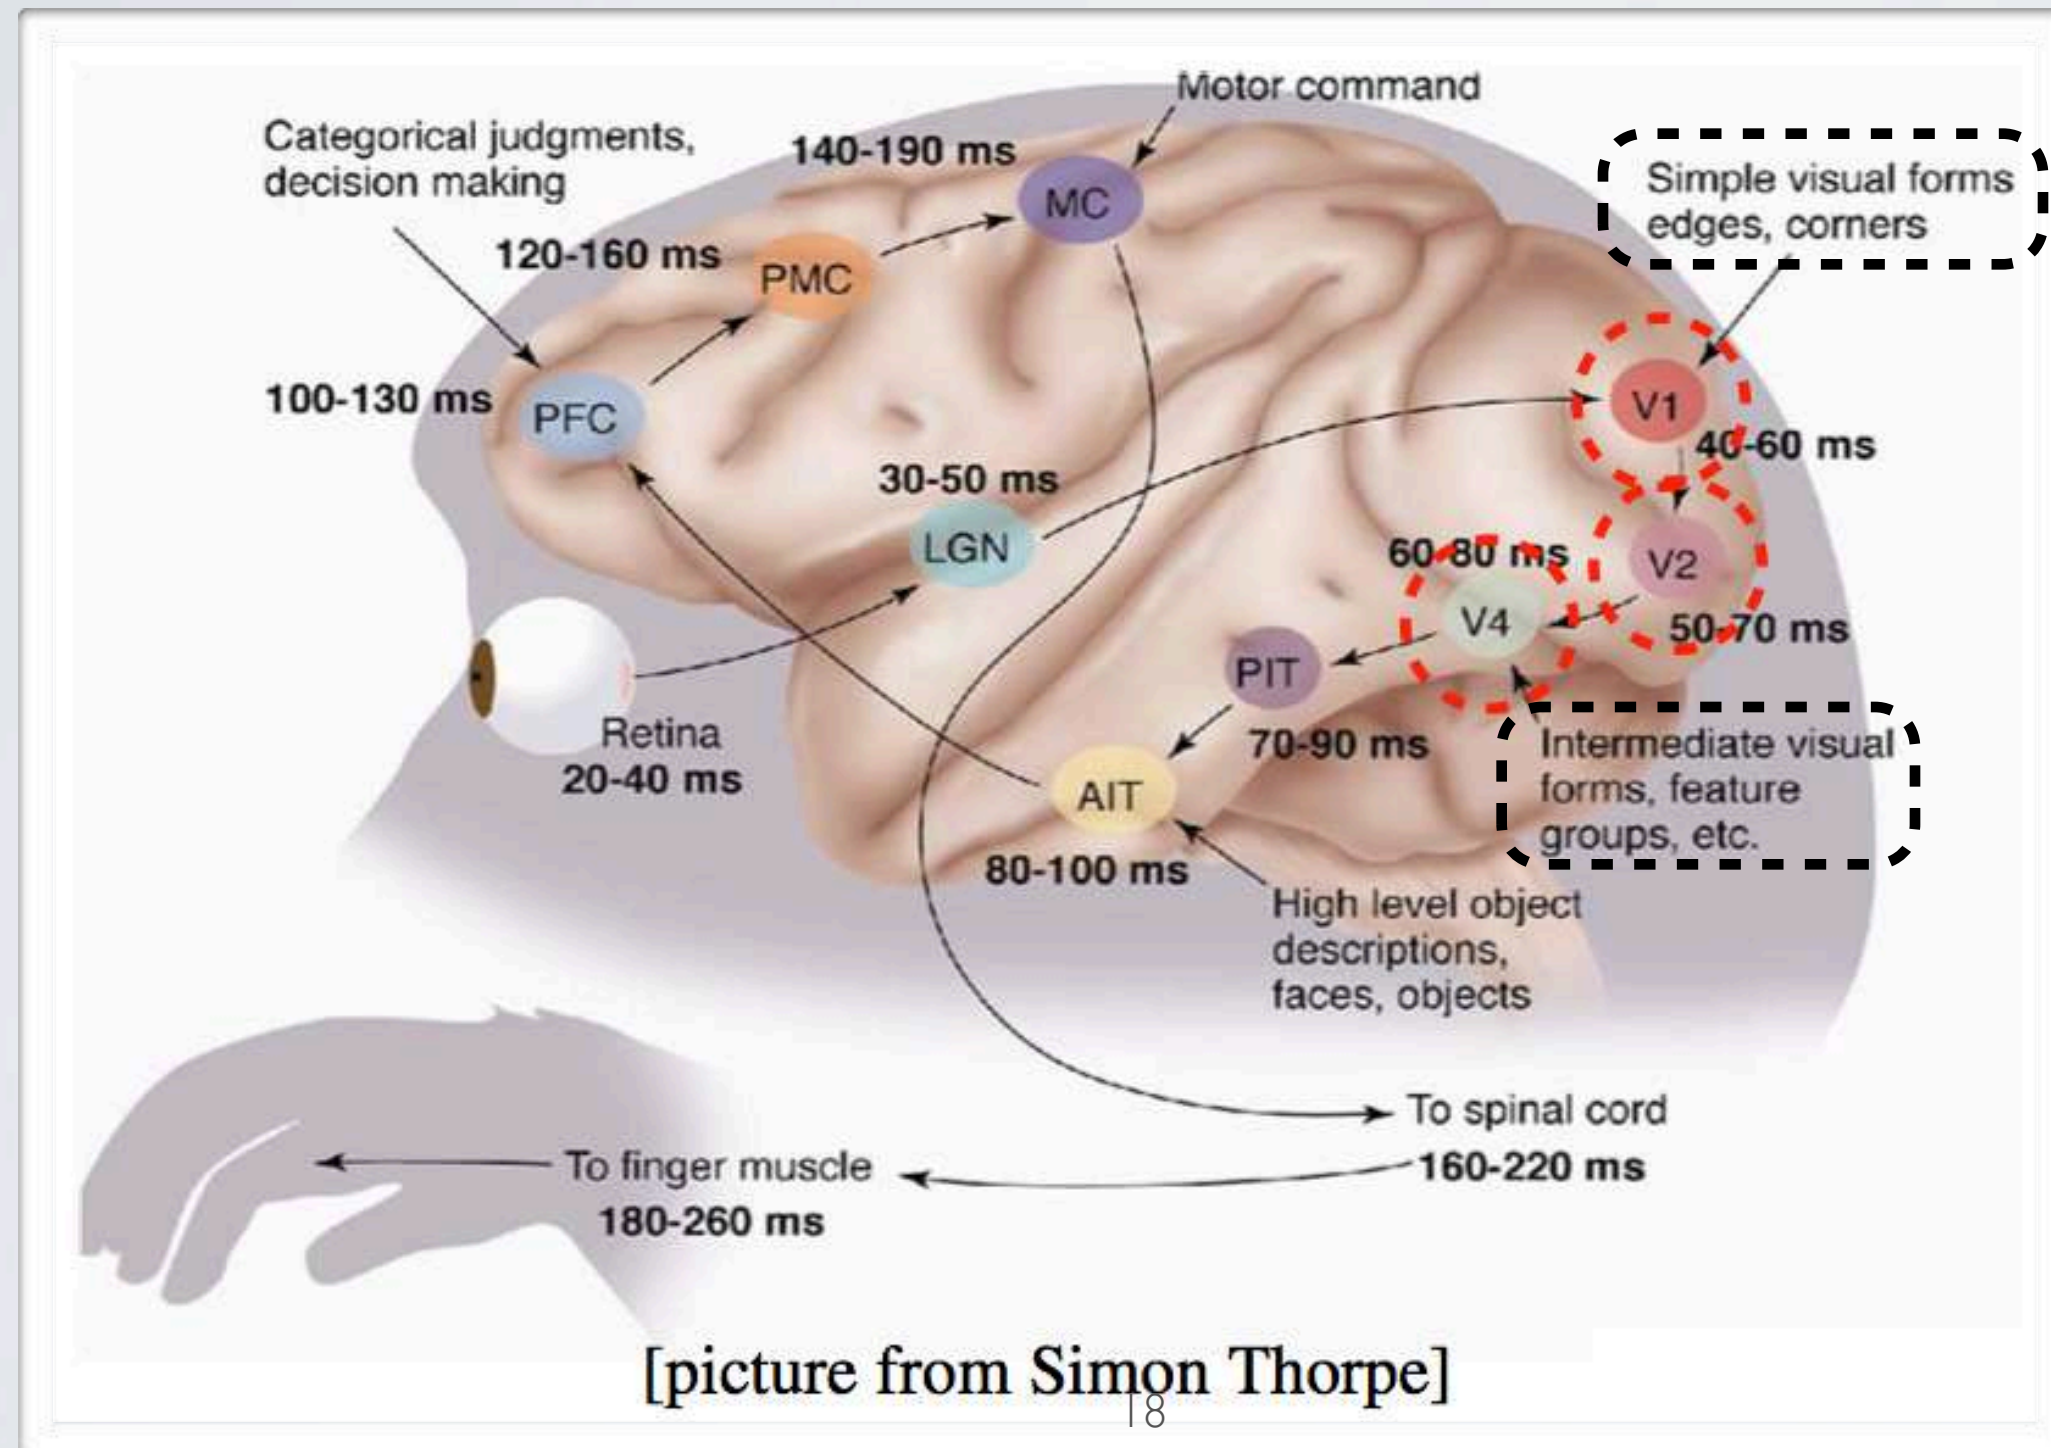 Motor command
Categorical judgments,
decision making
140-190 ms
Simple visual forms
edges, corners
MC
120-160 ms
PMC
100-130 ms
PFC
V1
40-60 ms
30-50 ms
LGN
60-80 ms
V2
V4
50-70 ms
PIT
Retina
20-40 ms
70-90 ms
Intermediate visual
forms, feature
groups, etc.
AIT
80-100 ms
High level object
descriptions,
faces, objects
To spinal cord
160-220 ms
To finger muscle
180-260 ms
[picture from Simon Thorpe]
18